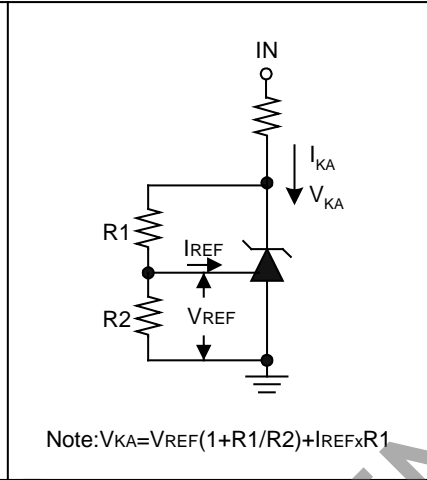 IN
IKA
VKA
R1
IREF
R2
VREF
Note:VKA=VREF(1+R1/R2)+IREFxR1